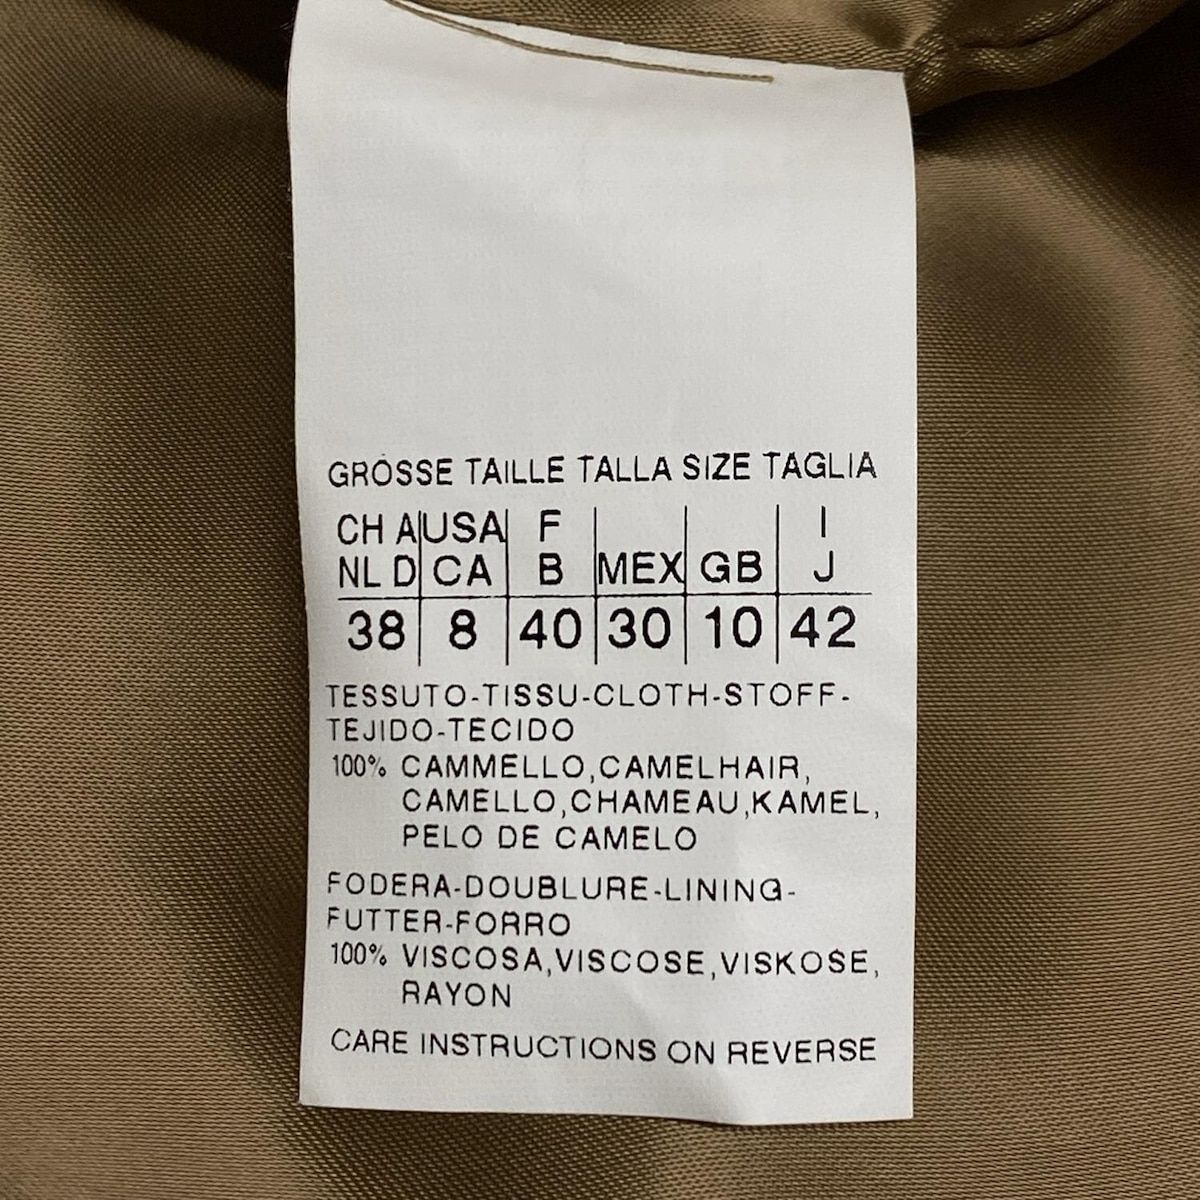 GRÖSSE TAILLE TALLA SIZE TAGLIA
CH A USA F I
NL D CA B MEX GB J
38 8 40 30 10 42
TESSUTO-TISSU-CLOTH-STOFF-
TEJIDO-TECIDO
100% CAMMELLO,CAMELHAIR,
CAMELLO,CHAMEAU,KAMEL,
PELO DE CAMELO
FODERA-DOUBLURE-LINING-
FUTTER-FORRO
100% VISCOSA,VISCOSE,VISKOSE,
RAYON
CARE INSTRUCTIONS ON REVERSE